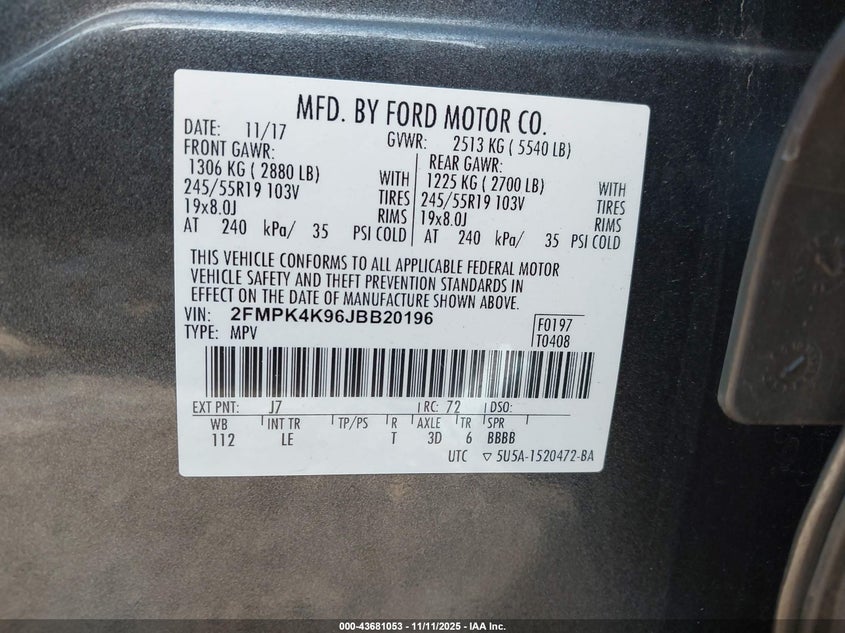 MFD. BY FORD MOTOR CO.
DATE: 11/17 GVWR: 2513 KG ( 5540 LB)
FRONT GAWR: REAR GAWR:
1306 KG ( 2880 LB) WITH 1225 KG ( 2700 LB) WITH
245/55R19 103V TIRES 245/55R19 103V TIRES
19x8.0J RIMS 19x8.0J RIMS
AT 240 kPa/ 35 PSI COLD AT 240 kPa/ 35 PSI COLD
THIS VEHICLE CONFORMS TO ALL APPLICABLE FEDERAL MOTOR
VEHICLE SAFETY AND THEFT PREVENTION STANDARDS IN
EFFECT ON THE DATE OF MANUFACTURE SHOWN ABOVE.
VIN: 2FMPK4K96JBB20196 F0197
TYPE: MPV T0408
EXT PNT: J7 RC: 72 DSO:
WB INT TR TP/PS R AXLE TR SPR
112 LE T 3D 6 BBBB
UTC ▽ 5U5A-1520472-BA
000-43681053 - 11/11/2025 - IAA Inc.